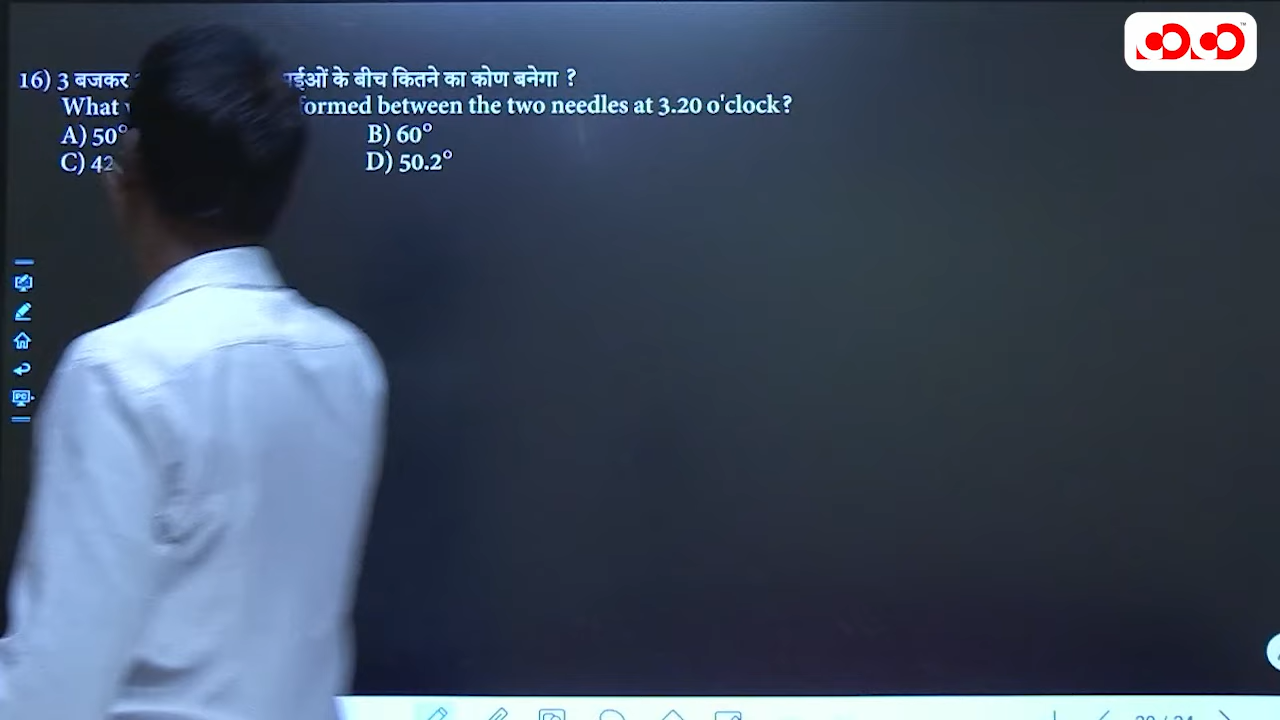 16) 3 बजकर ओं के बीच कितने का कोण बनेगा ?
What formed between the two needles at 3.20 o'clock?
A) 50° B) 60°
C) 42 D) 50.2°
PC